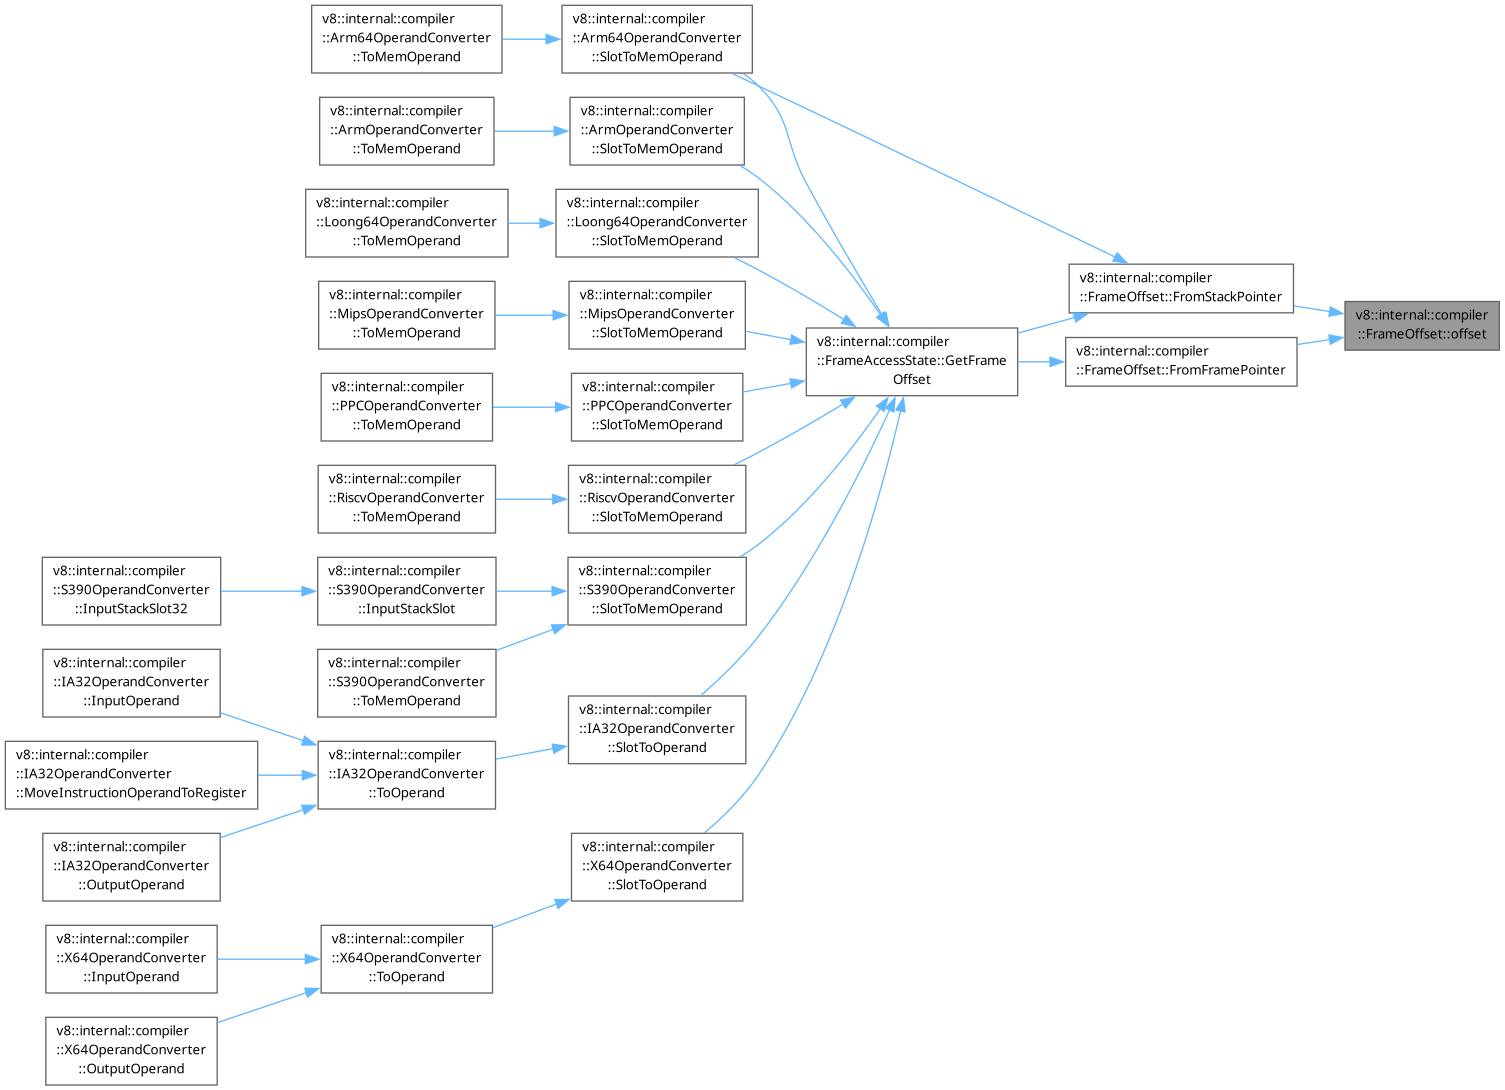 v8::internal::compiler
::Arm64OperandConverter
::ToMemOperand
v8::internal::compiler
::Arm64OperandConverter
::SlotToMemOperand
v8::internal::compiler
::ArmOperandConverter
::ToMemOperand
v8::internal::compiler
::ArmOperandConverter
::SlotToMemOperand
v8::internal::compiler
::Loong64OperandConverter
::ToMemOperand
v8::internal::compiler
::Loong64OperandConverter
::SlotToMemOperand
v8::internal::compiler
::MipsOperandConverter
::ToMemOperand
v8::internal::compiler
::MipsOperandConverter
::SlotToMemOperand
v8::internal::compiler
::FrameAccessState::GetFrame
Offset
v8::internal::compiler
::FrameOffset::FromStackPointer
v8::internal::compiler
::FrameOffset::FromFramePointer
v8::internal::compiler
::FrameOffset::offset
v8::internal::compiler
::PPCOperandConverter
::ToMemOperand
v8::internal::compiler
::PPCOperandConverter
::SlotToMemOperand
v8::internal::compiler
::RiscvOperandConverter
::ToMemOperand
v8::internal::compiler
::RiscvOperandConverter
::SlotToMemOperand
v8::internal::compiler
::S390OperandConverter
::InputStackSlot32
v8::internal::compiler
::S390OperandConverter
::InputStackSlot
v8::internal::compiler
::S390OperandConverter
::SlotToMemOperand
v8::internal::compiler
::IA32OperandConverter
::InputOperand
v8::internal::compiler
::S390OperandConverter
::ToMemOperand
v8::internal::compiler
::IA32OperandConverter
::SlotToOperand
v8::internal::compiler
::IA32OperandConverter
::MoveInstructionOperandToRegister
v8::internal::compiler
::IA32OperandConverter
::ToOperand
v8::internal::compiler
::IA32OperandConverter
::OutputOperand
v8::internal::compiler
::X64OperandConverter
::SlotToOperand
v8::internal::compiler
::X64OperandConverter
::InputOperand
v8::internal::compiler
::X64OperandConverter
::ToOperand
v8::internal::compiler
::X64OperandConverter
::OutputOperand